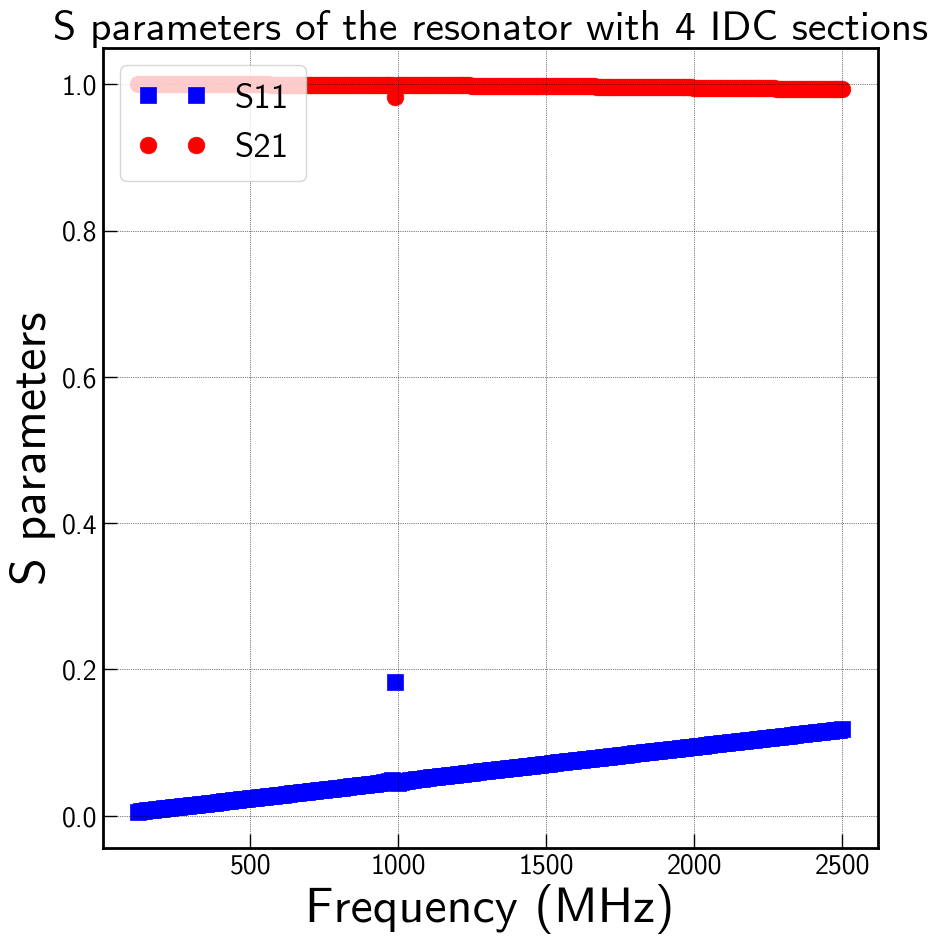 S parameters of the resonator with 4 IDC sections
S11
S21
1.0
0.8
0.6
0.4
0.2
0.0
S parameters
500 1000 1500 2000 2500
Frequency (MHz)